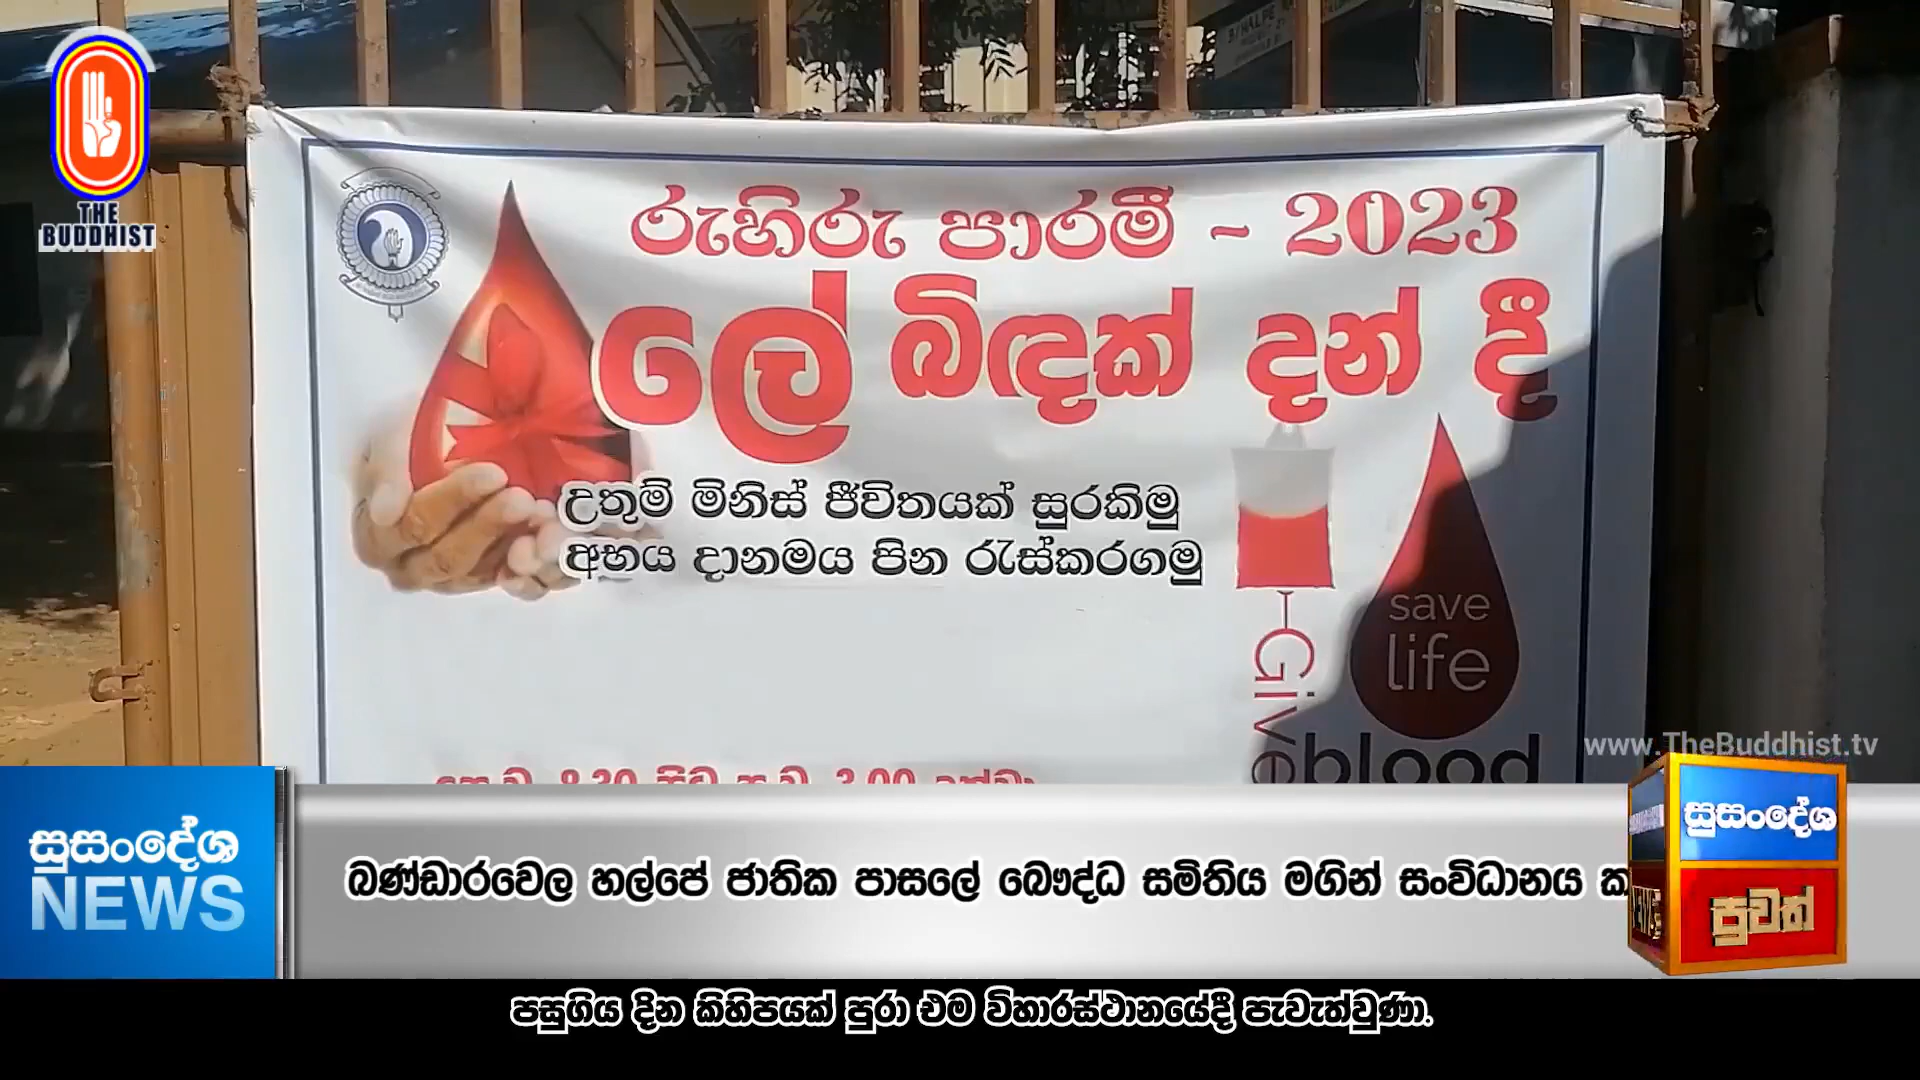 THE
BUDDHIST
රුහිරු පාරමී - 2023
ලේ බිඳක් දන් දී
උතුම් මිනිස් ජීවිතයක් සුරකිමු
අභය දානමය පින රැස්කරගමු
save
life
Give
blood
www.TheBuddhist.tv
සුසංදේශ
NEWS
බණ්ඩාරවෙල හල්පේ ජාතික පාසලේ බෞද්ධ සමිතිය මගින් සංවිධානය ක
සුසංදේශ
පුවත්
පසුගිය දින කිහිපයක් පුරා එම විහාරස්ථානයේදී පැවැත්වුණා.